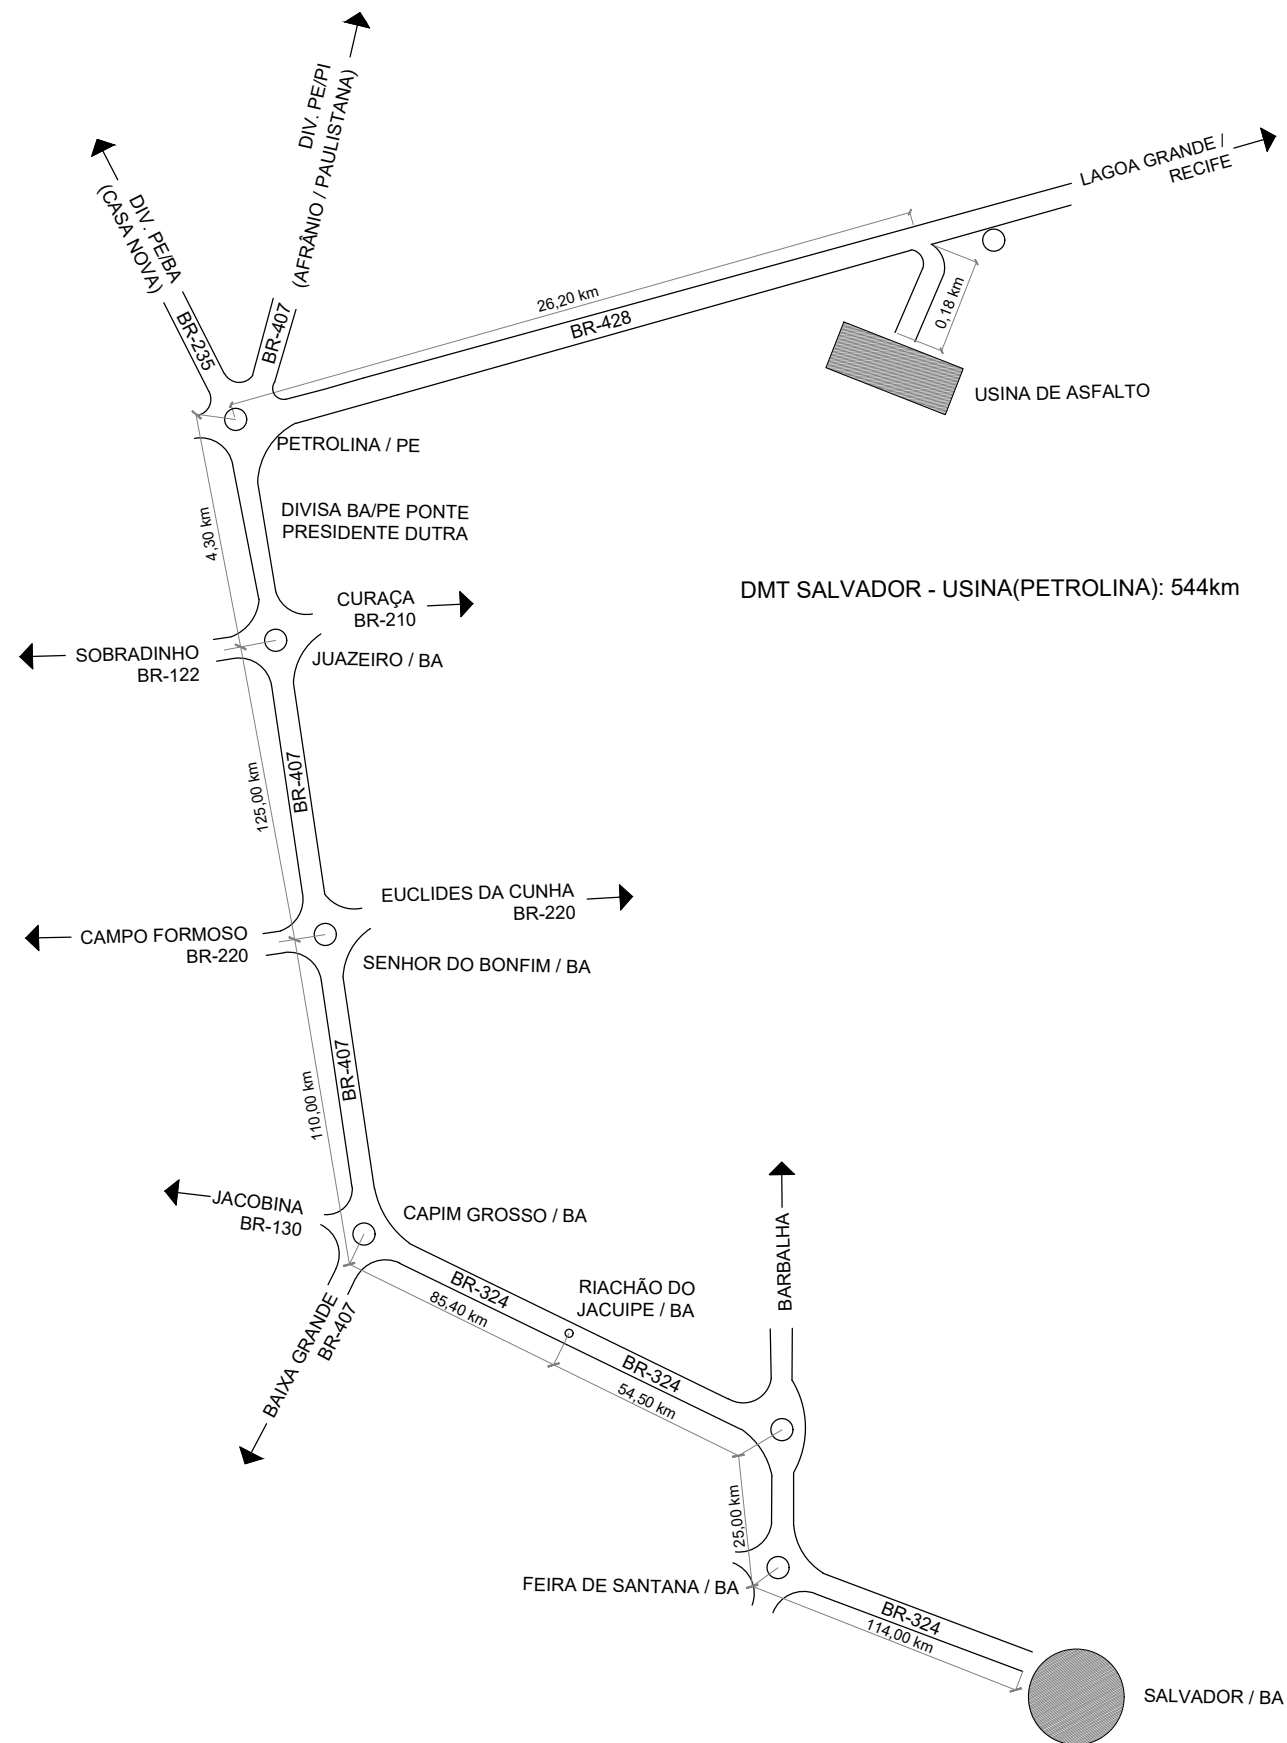 DIV. PE/PI
(AFRÂNIO / PAULISTANA)
DIV. PE/BA
(CASA NOVA)
LAGOA GRANDE /
RECIFE
BR-235
BR-407
26,20 km
BR-428
0,18 km
USINA DE ASFALTO
PETROLINA / PE
4,30 km
DIVISA BA/PE PONTE
PRESIDENTE DUTRA
DMT SALVADOR - USINA(PETROLINA): 544km
CURAÇA
BR-210
SOBRADINHO
BR-122
JUAZEIRO / BA
125,00 km
BR-407
EUCLIDES DA CUNHA
BR-220
CAMPO FORMOSO
BR-220
SENHOR DO BONFIM / BA
110,00 km
BR-407
JACOBINA
BR-130
CAPIM GROSSO / BA
BAIXA GRANDE
BR-407
BR-324
85,40 km
RIACHÃO DO
JACUIPE / BA
BARBALHA
BR-324
54,50 km
25,00 km
FEIRA DE SANTANA / BA
BR-324
114,00 km
SALVADOR / BA